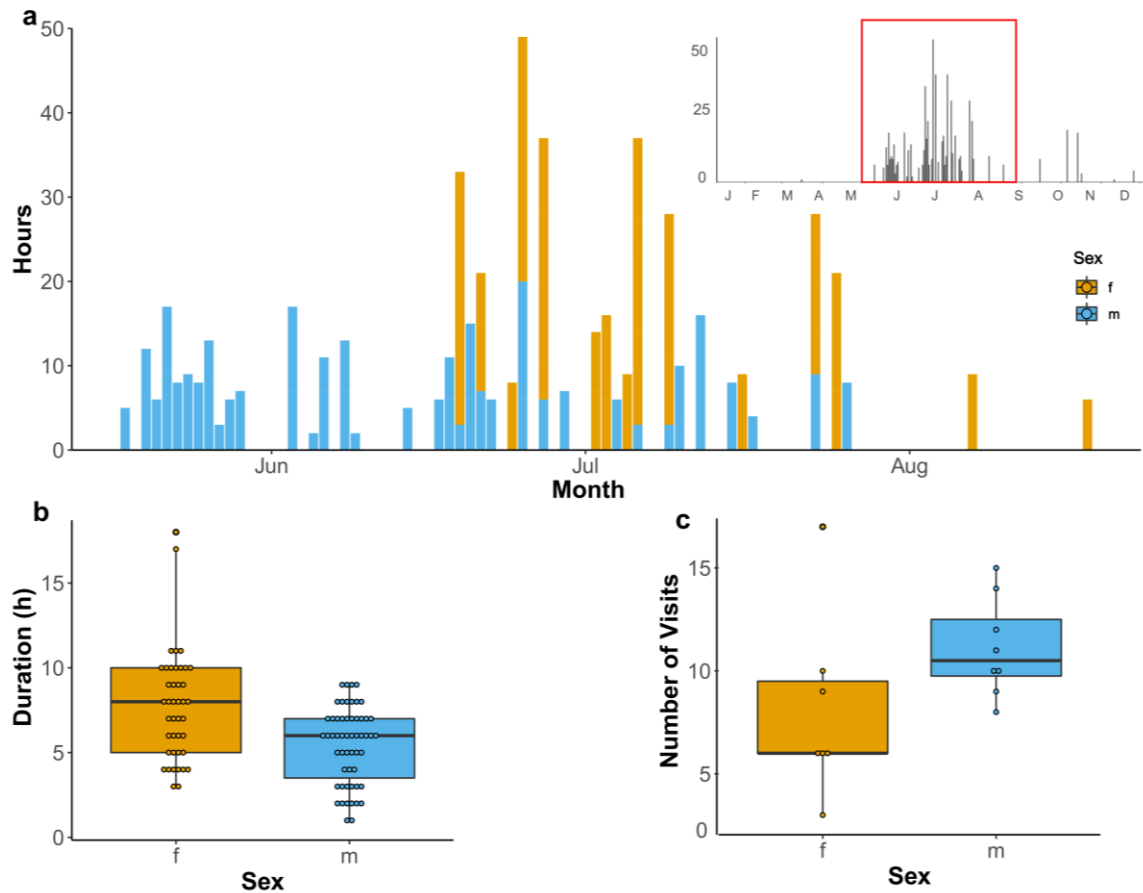 a
50
40
30
20
10
0
Hours
Jun
Jul
Aug
Month
50
25
0
J F M A M J J A S O N D
Sex
f
m
b
15
10
5
0
Duration (h)
f m
Sex
c
15
10
5
0
Number of Visits
f m
Sex